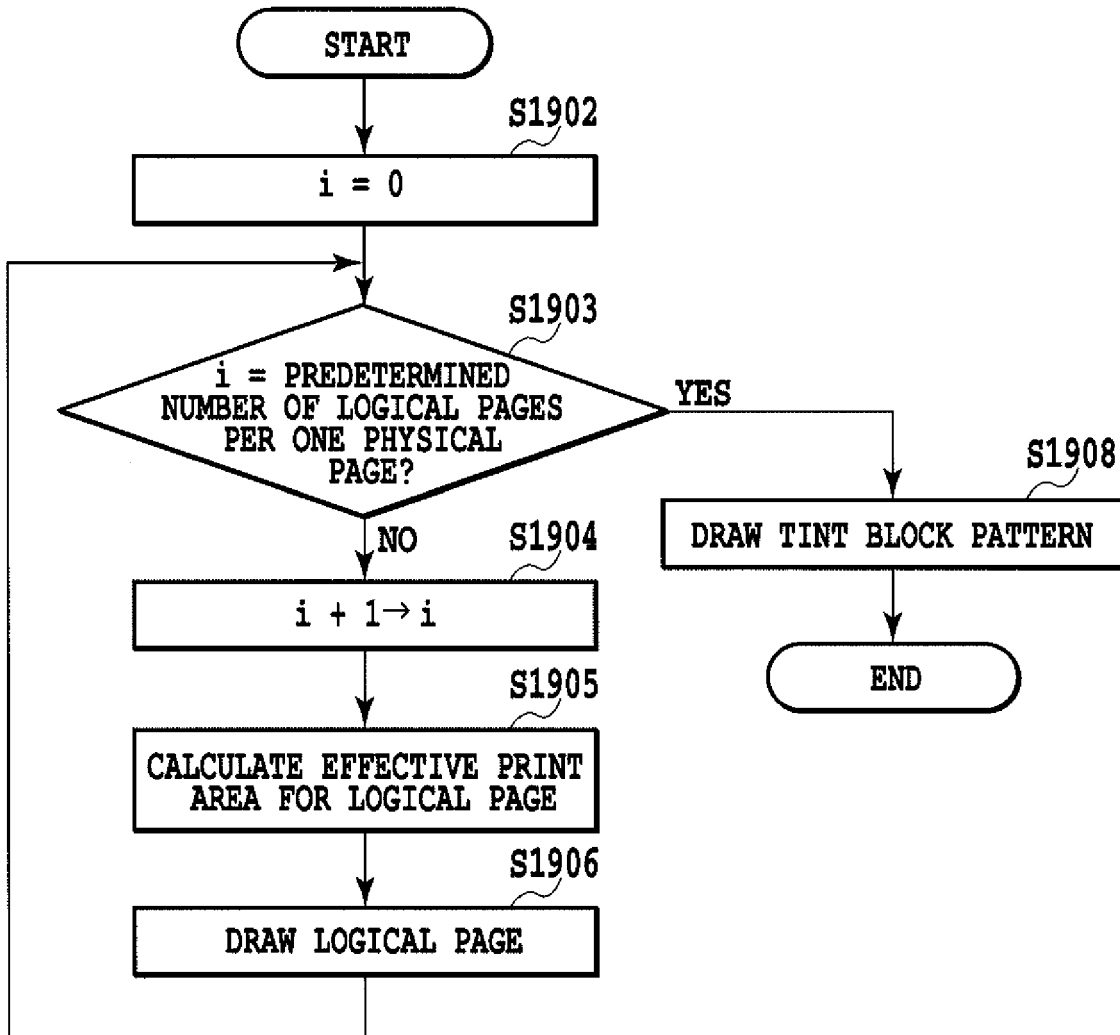 START
S1902
i = 0
S1903
i = PREDETERMINED
NUMBER OF LOGICAL PAGES
PER ONE PHYSICAL
PAGE?
YES
S1908
DRAW TINT BLOCK PATTERN
END
NO
S1904
i + 1→i
S1905
CALCULATE EFFECTIVE PRINT
AREA FOR LOGICAL PAGE
S1906
DRAW LOGICAL PAGE